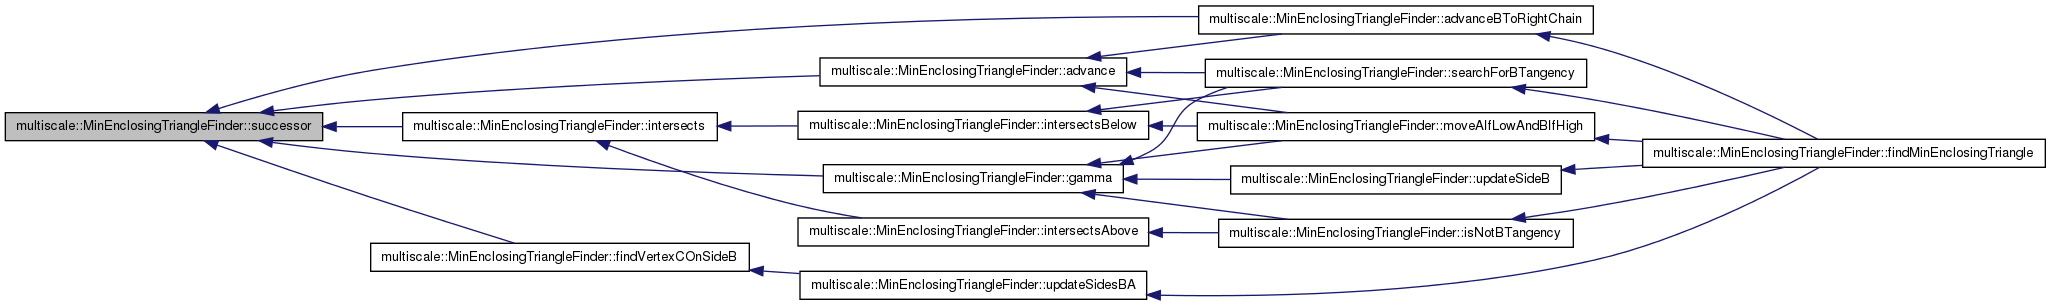 multiscale::MinEnclosingTriangleFinder::successor
multiscale::MinEnclosingTriangleFinder::advanceBToRightChain
multiscale::MinEnclosingTriangleFinder::advance
multiscale::MinEnclosingTriangleFinder::searchForBTangency
multiscale::MinEnclosingTriangleFinder::intersects
multiscale::MinEnclosingTriangleFinder::intersectsBelow
multiscale::MinEnclosingTriangleFinder::moveAIfLowAndBIfHigh
multiscale::MinEnclosingTriangleFinder::findMinEnclosingTriangle
multiscale::MinEnclosingTriangleFinder::gamma
multiscale::MinEnclosingTriangleFinder::updateSideB
multiscale::MinEnclosingTriangleFinder::intersectsAbove
multiscale::MinEnclosingTriangleFinder::isNotBTangency
multiscale::MinEnclosingTriangleFinder::findVertexCOnSideB
multiscale::MinEnclosingTriangleFinder::updateSidesBA